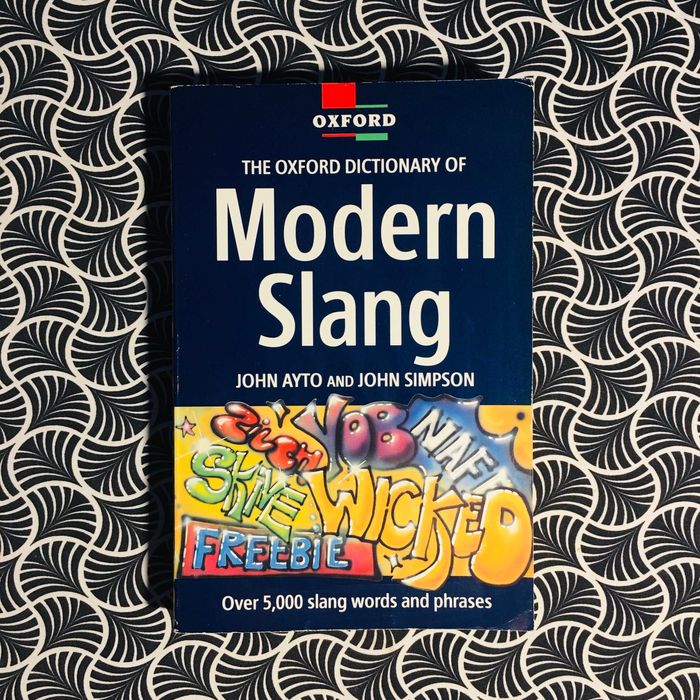 OXFORD
THE OXFORD DICTIONARY OF
Modern
Slang
JOHN AYTO AND JOHN SIMPSON
ZILCH YOB NAFF
SKIVE WICKED
FREEBIE
Over 5,000 slang words and phrases